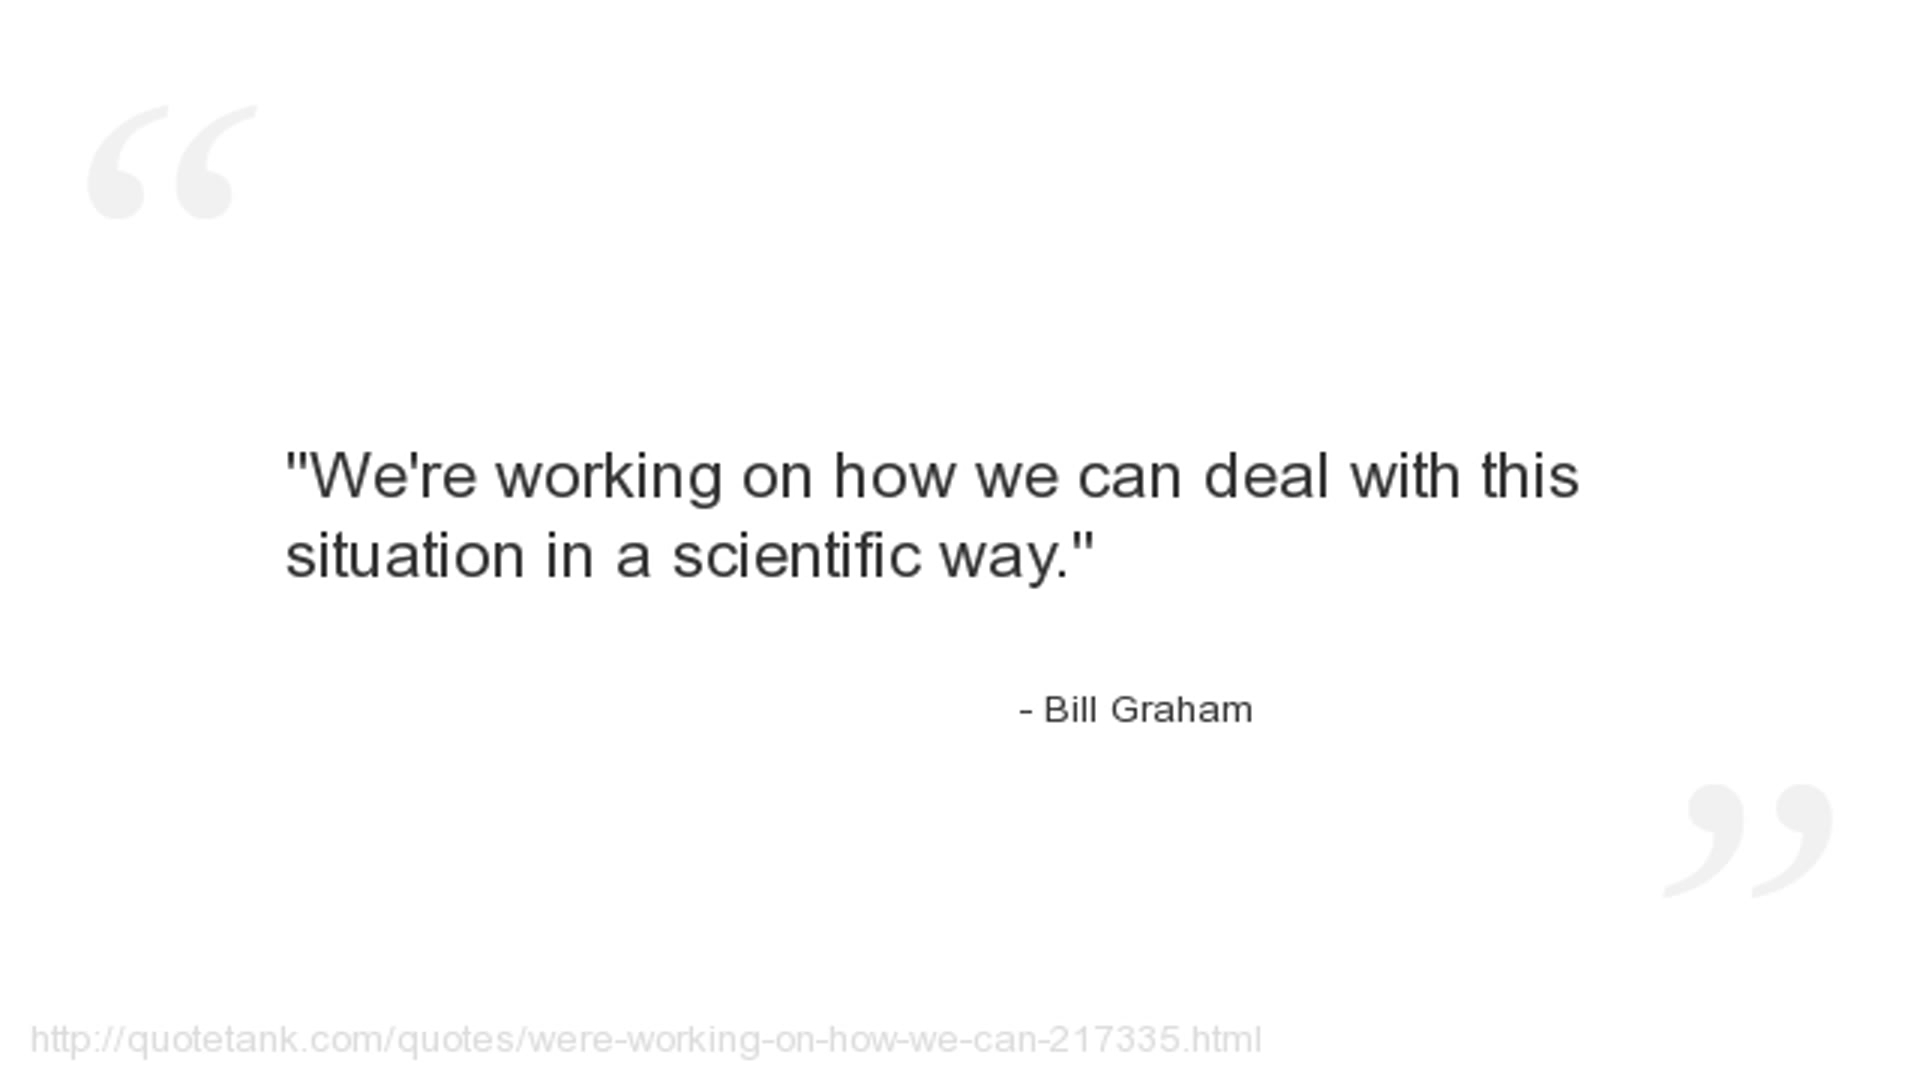 "We're working on how we can deal with this
situation in a scientific way."
- Bill Graham
http://quotetank.com/quotes/were-working-on-how-we-can-217335.html